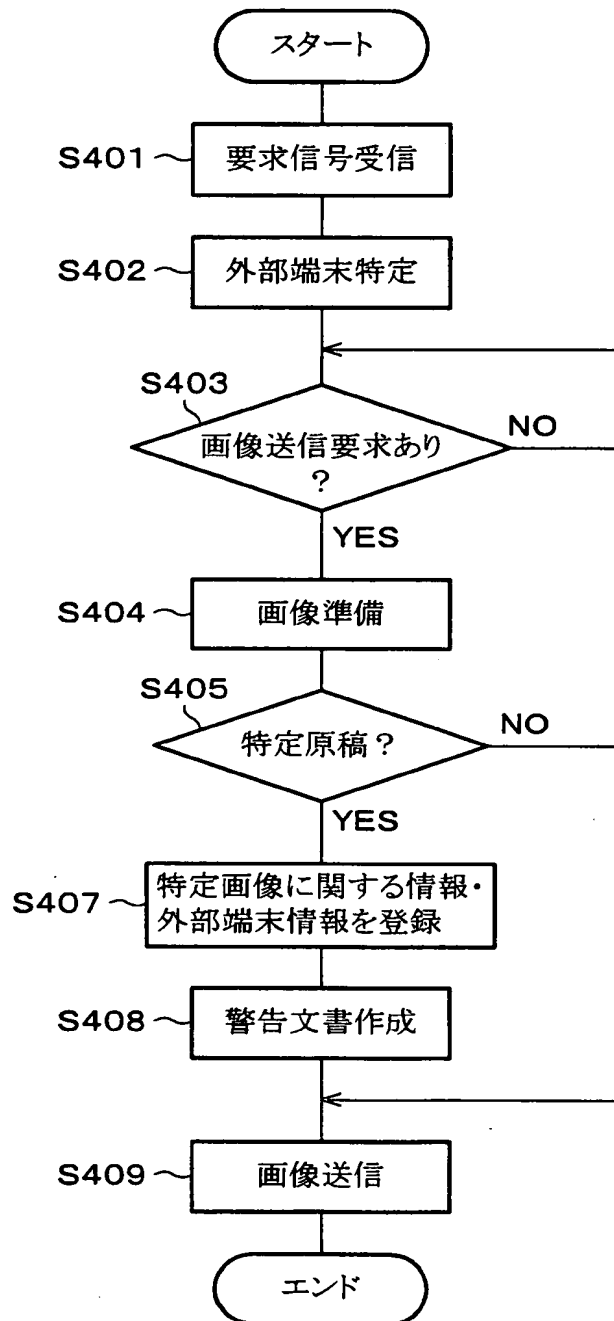 スタート
S401
要求信号受信
S402
外部端末特定
S403
画像送信要求あり
?
NO
YES
S404
画像準備
S405
特定原稿?
NO
YES
S407
特定画像に関する情報・
外部端末情報を登録
S408
警告文書作成
S409
画像送信
エンド